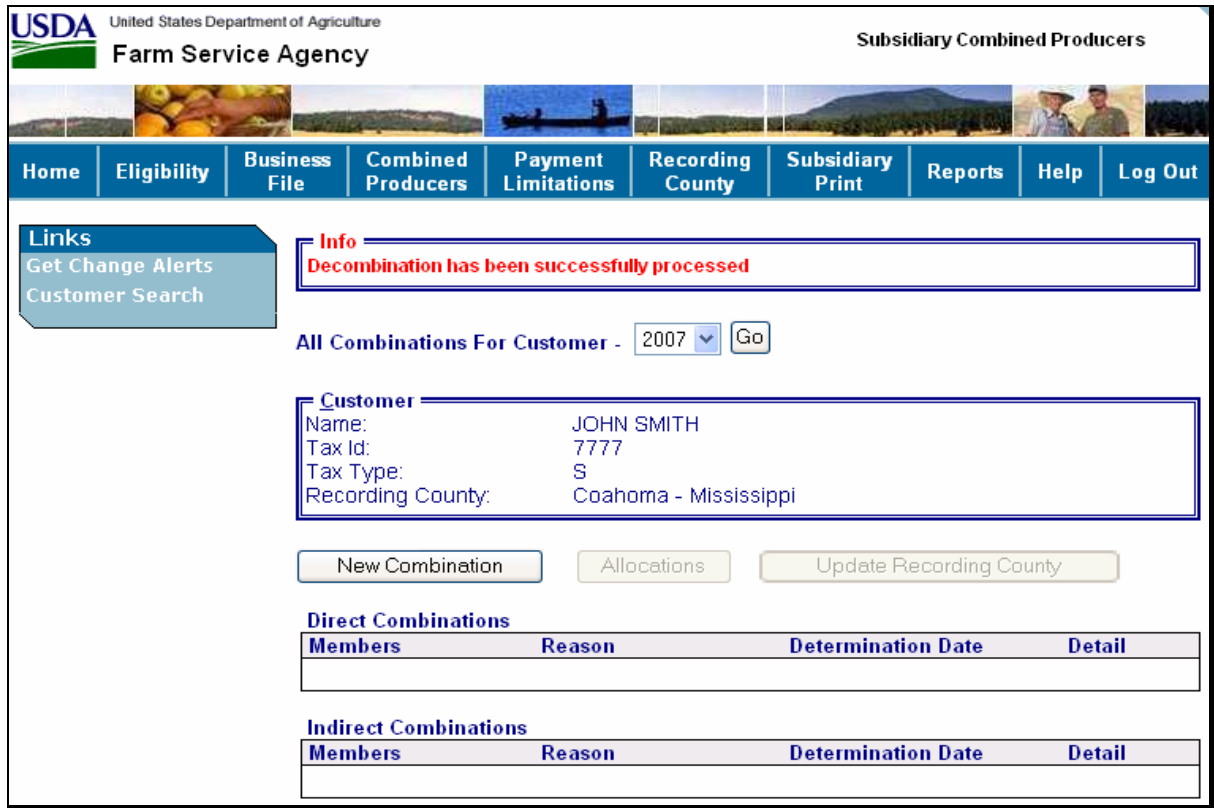 USDA United States Department of Agriculture
Farm Service Agency
Subsidiary Combined Producers
Home Eligibility Business File Combined Producers Payment Limitations Recording County Subsidiary Print Reports Help Log Out
Links
Get Change Alerts
Customer Search
Info
Decombination has been successfully processed
All Combinations For Customer - 2007 Go
Customer
Name: JOHN SMITH
Tax Id: 7777
Tax Type: S
Recording County: Coahoma - Mississippi
New Combination Allocations Update Recording County
Direct Combinations
Members Reason Determination Date Detail
Indirect Combinations
Members Reason Determination Date Detail